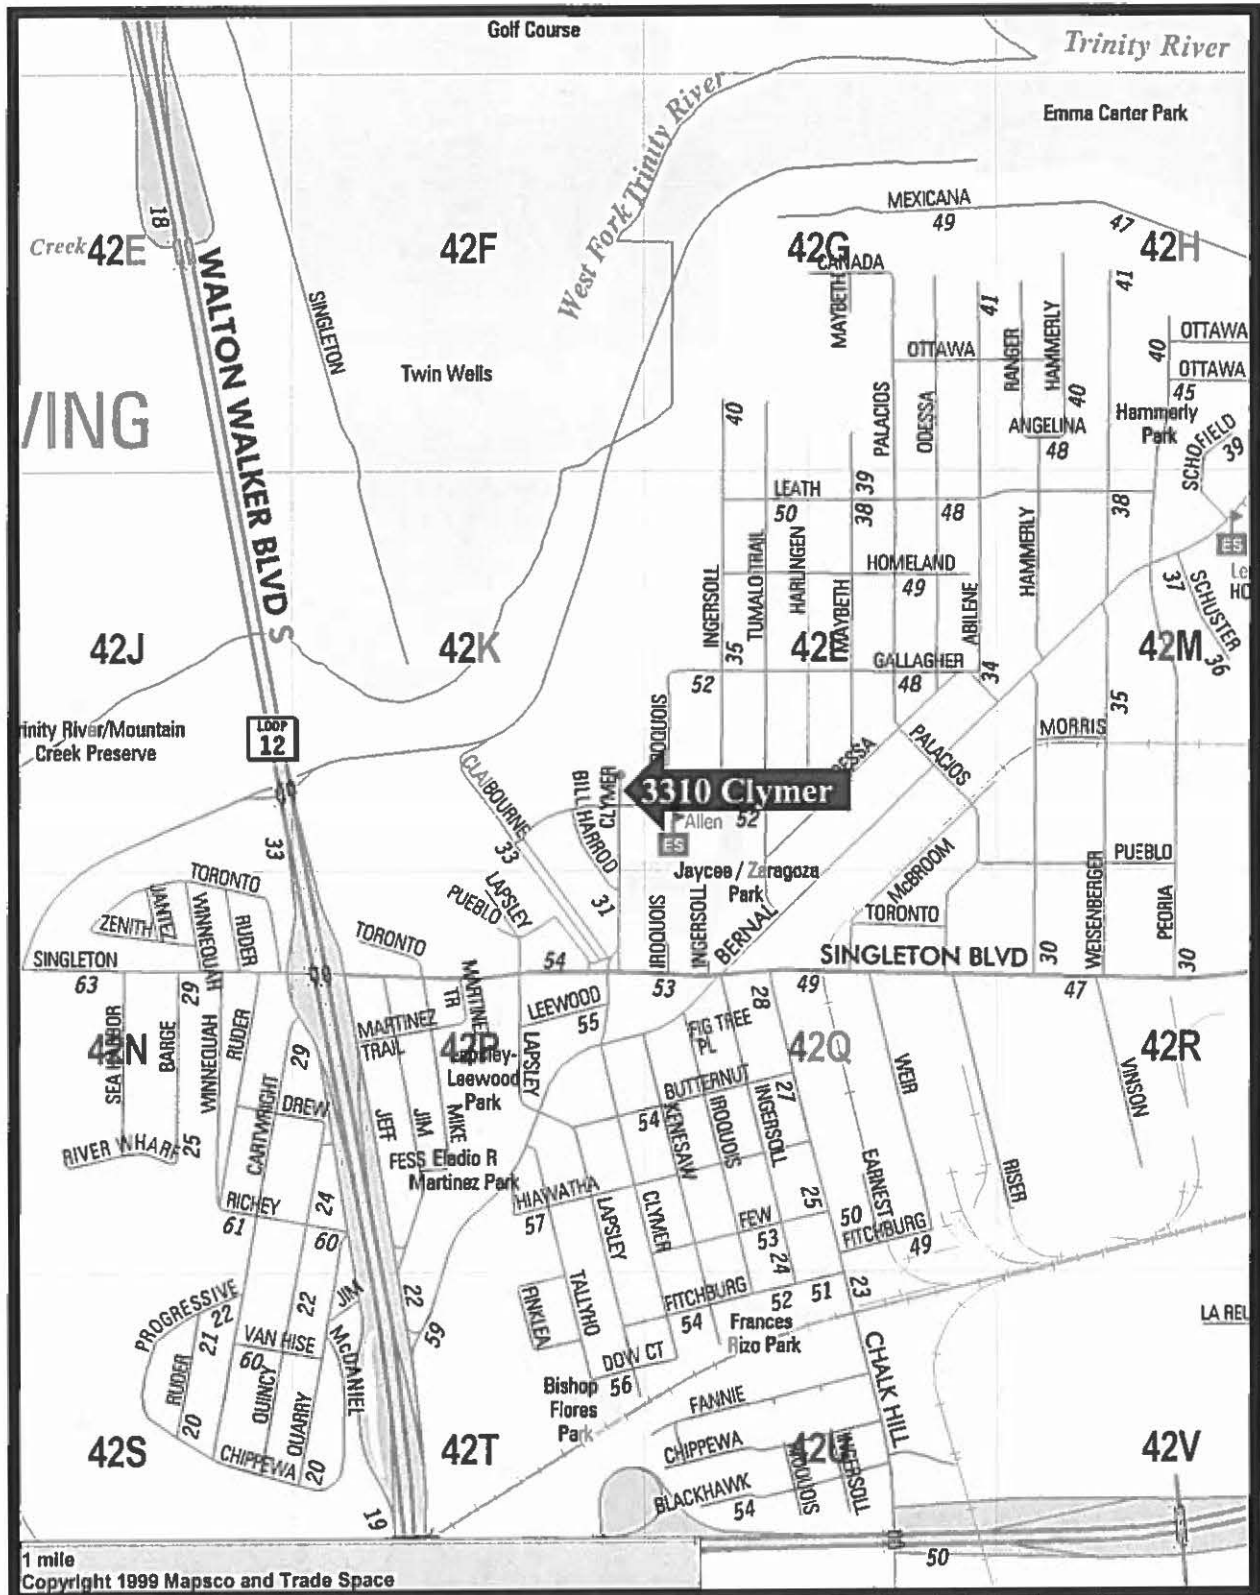 Golf Course
Trinity River
Emma Carter Park
West Fork Trinity River
MEXICANA
49
47
18
Creek
42E
42F
42G
42H
CANADA
MAYBETH
41
41
WALTON WALKER BLVD S
SINGLETON
RANGER
HAMMERLY
OTTAWA
OTTAWA
40
OTTAWA
45
Twin Wells
PALACIOS
ODESSA
40
40
ANGELINA
48
Hammerly
Park
SCHOFIELD
39
VING
LEATH
50
39
38
48
38
ES
INGERSOLL
TUMALO TRAIL
HARLINGEN
MAYBETH
HOMELAND
49
ABILENE
HAMMERLY
37
SCHUSTER
36
35
42J
42K
42M
GALLAGHER
52
48
34
35
MORRIS
PALACIOS
Creek Preserve
LOOP
12
CLAIBOURNE
33
BILL HARROD
CLYMER
3310 Clymer
Allen
52
ES
Jaycee / Zaragoza
Park
31
33
TORONTO
ZENITH
WINNEQUAH
RUDER
LAPSLEY
PUEBLO
TORONTO
IROQUOIS
INGERSOLL
BERNAL
McBROOM
TORONTO
PUEBLO
WEISENBERGER
PEORIA
SINGLETON
63
54
53
SINGLETON BLVD
49
30
47
30
29
SEA HARBOR
BARGE
WINNEQUAH
RUDER
29
MARTINEZ
TRAIL
TR
LEEWOOD
55
LAPSLEY
FIG TREE
PL
28
42Q
42R
WEIR
VINSON
Leewood
Park
BUTTERNUT
54
27
KENESAW
IROQUOIS
INGERSOLL
CARTWRIGHT
DREW
JEFF
JIM
MIKE
RIVER WHARF
25
FESS Eladio R
Martinez Park
HIAWATHA
57
LAPSLEY
CLYMER
FEW
53
25
24
EARNEST
50
FITCHBURG
49
RISER
RICHEY
61
24
60
PROGRESSIVE
22
21
22
JIM
22
59
FINKLEA
TALLYHO
FITCHBURG
54
52
51
23
Frances
Rizo Park
VAN HISE
60
McDANIEL
RUDER
20
QUINCY
QUARRY
DOW CT
56
Bishop
Flores
Park
CHALK HILL
FANNIE
CHIPPEWA
CHIPPEWA
20
42S
42T
42V
INGERSOLL
BLACKHAWK
54
19
50
1 mile
Copyright 1999 Mapsco and Trade Space